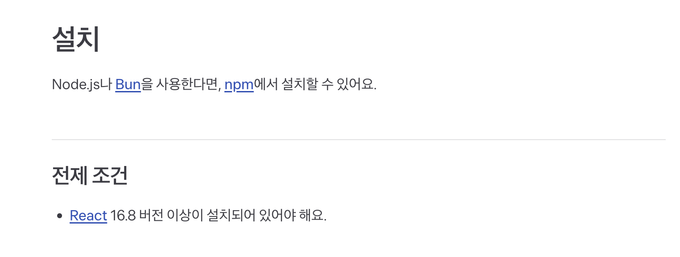 설치
Node.js나 Bun을 사용한다면, npm에서 설치할 수 있어요.
전제 조건
• React 16.8 버전 이상이 설치되어 있어야 해요.